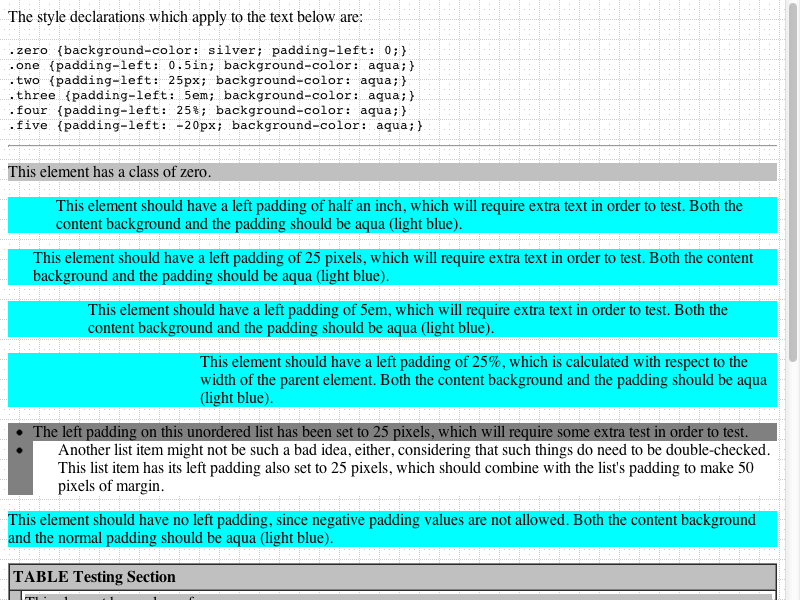 The style declarations which apply to the text below are:
.zero {background-color: silver; padding-left: 0;}
.one {padding-left: 0.5in; background-color: aqua;}
.two {padding-left: 25px; background-color: aqua;}
.three {padding-left: 5em; background-color: aqua;}
.four {padding-left: 25%; background-color: aqua;}
.five {padding-left: -20px; background-color: aqua;}
This element has a class of zero.
This element should have a left padding of half an inch, which will require extra text in order to test. Both the
content background and the padding should be aqua (light blue).
This element should have a left padding of 25 pixels, which will require extra text in order to test. Both the content
background and the padding should be aqua (light blue).
This element should have a left padding of 5em, which will require extra text in order to test. Both the
content background and the padding should be aqua (light blue).
This element should have a left padding of 25%, which is calculated with respect to the
width of the parent element. Both the content background and the padding should be aqua
(light blue).
• The left padding on this unordered list has been set to 25 pixels, which will require some extra test in order to test.
• Another list item might not be such a bad idea, either, considering that such things do need to be double-checked.
This list item has its left padding also set to 25 pixels, which should combine with the list's padding to make 50
pixels of margin.
This element should have no left padding, since negative padding values are not allowed. Both the content background
and the normal padding should be aqua (light blue).
TABLE Testing Section